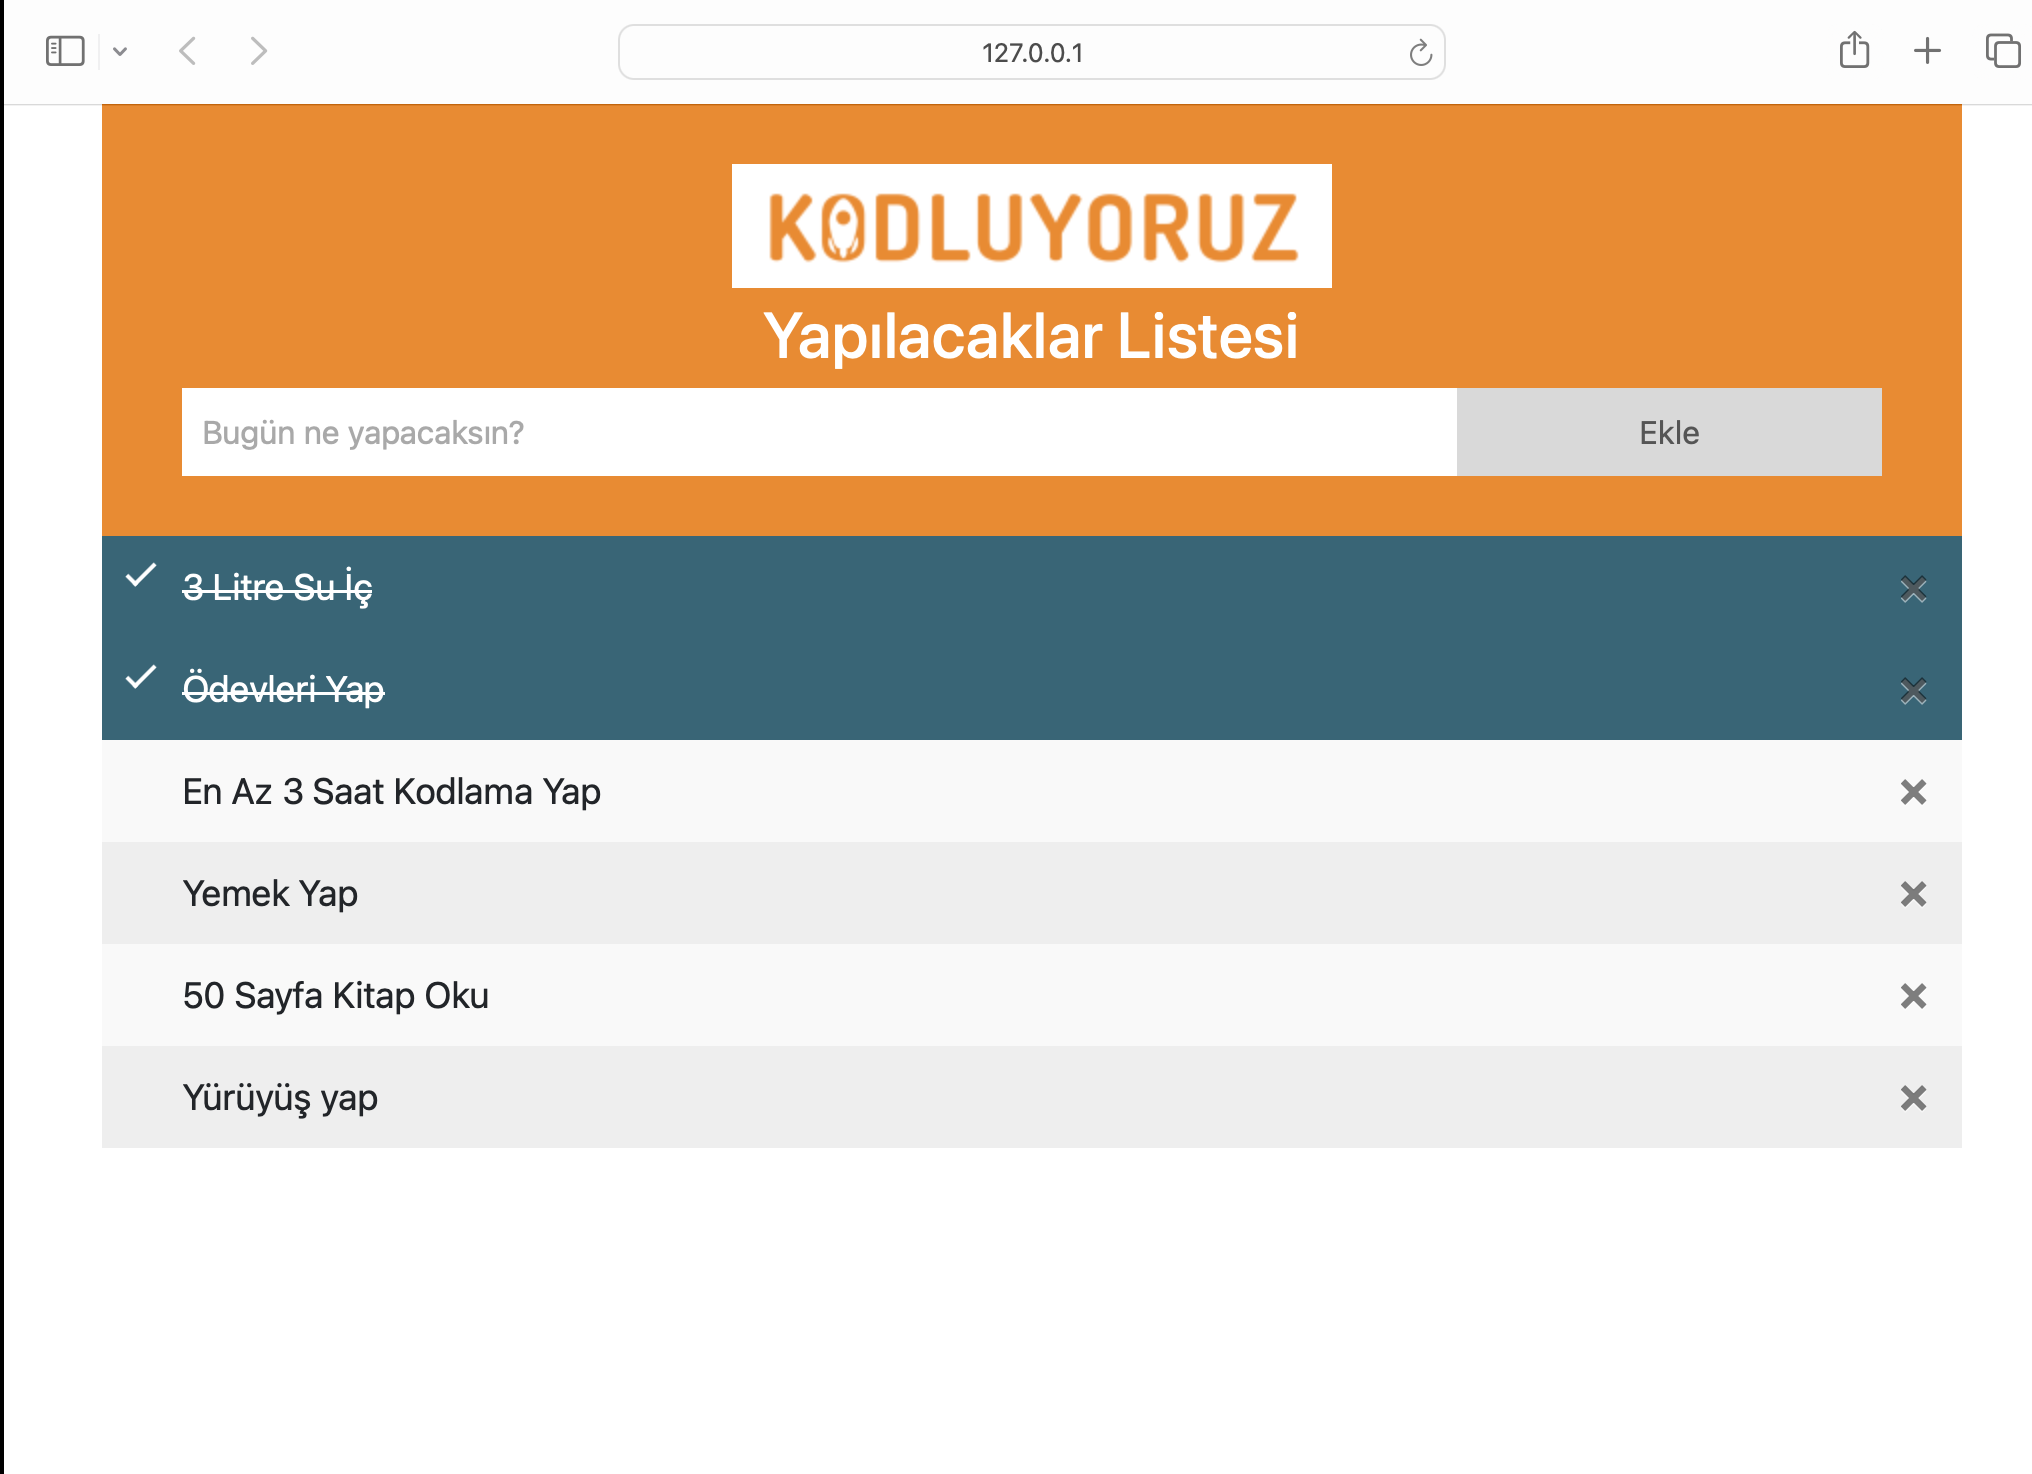 127.0.0.1
KODLUYORUZ
Yapılacaklar Listesi
Bugün ne yapacaksın?
Ekle
3 Litre Su İç
Ödevleri Yap
En Az 3 Saat Kodlama Yap
Yemek Yap
50 Sayfa Kitap Oku
Yürüyüş yap